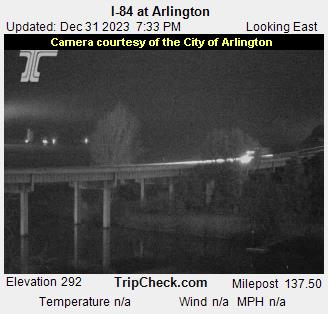 I-84 at Arlington
Updated: Dec 31 2023 7:33 PM Looking East
Camera courtesy of the City of Arlington
Elevation 292 TripCheck.com Milepost 137.50
Temperature n/a Wind n/a MPH n/a